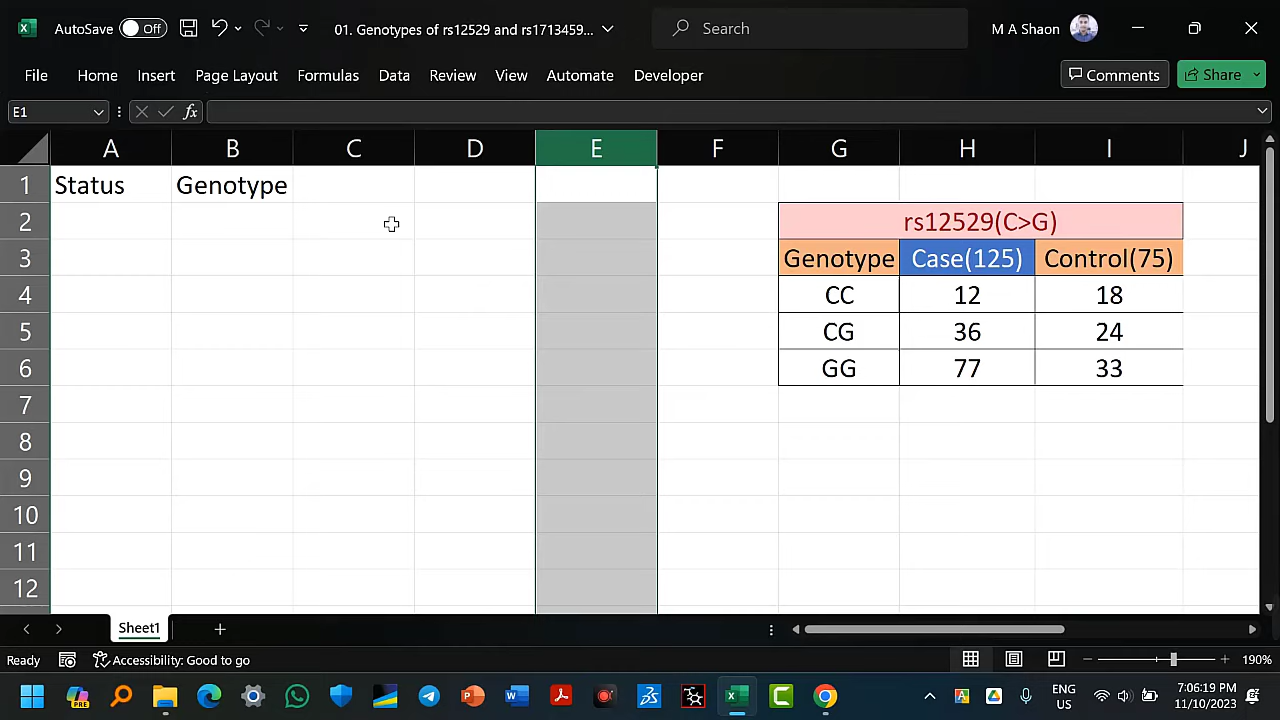 AutoSave Off 01. Genotypes of rs12529 and rs1713459... Search M A Shaon
File Home Insert Page Layout Formulas Data Review View Automate Developer Comments Share
E1 fx
A B C D E F G H I J
1 Status Genotype
2 rs12529(C>G)
3 Genotype Case(125) Control(75)
4 CC 12 18
5 CG 36 24
6 GG 77 33
7
8
9
10
11
12
Sheet1
Ready Accessibility: Good to go 190%
PRE ENG 7:06:19 PM
US 11/10/2023